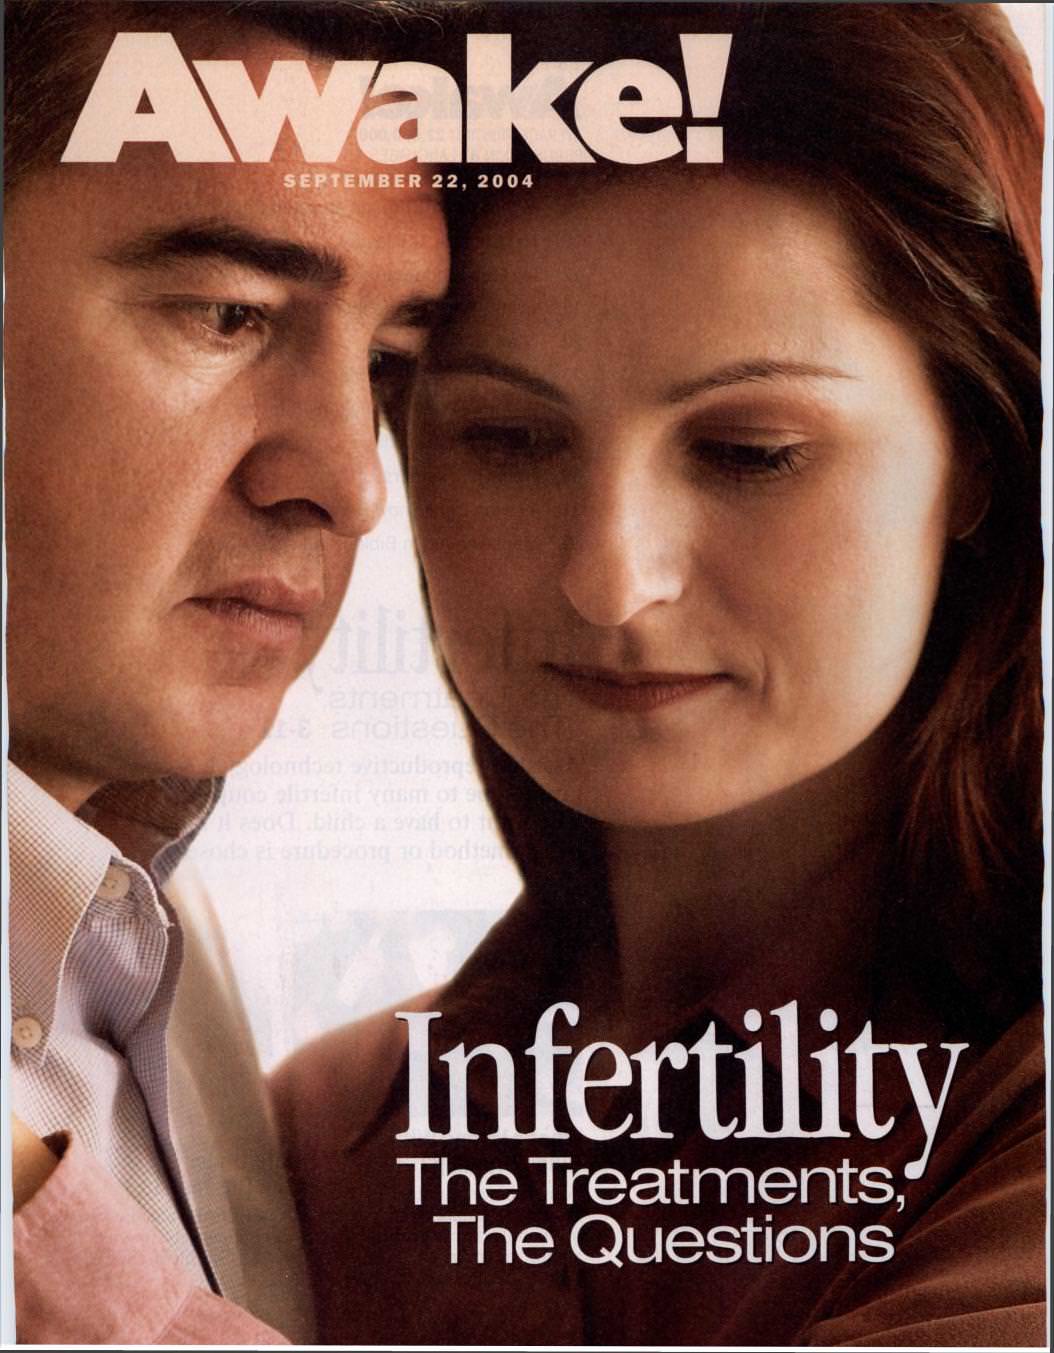 Awake!
SEPTEMBER 22, 2004
Infertility
The Treatments,
The Questions